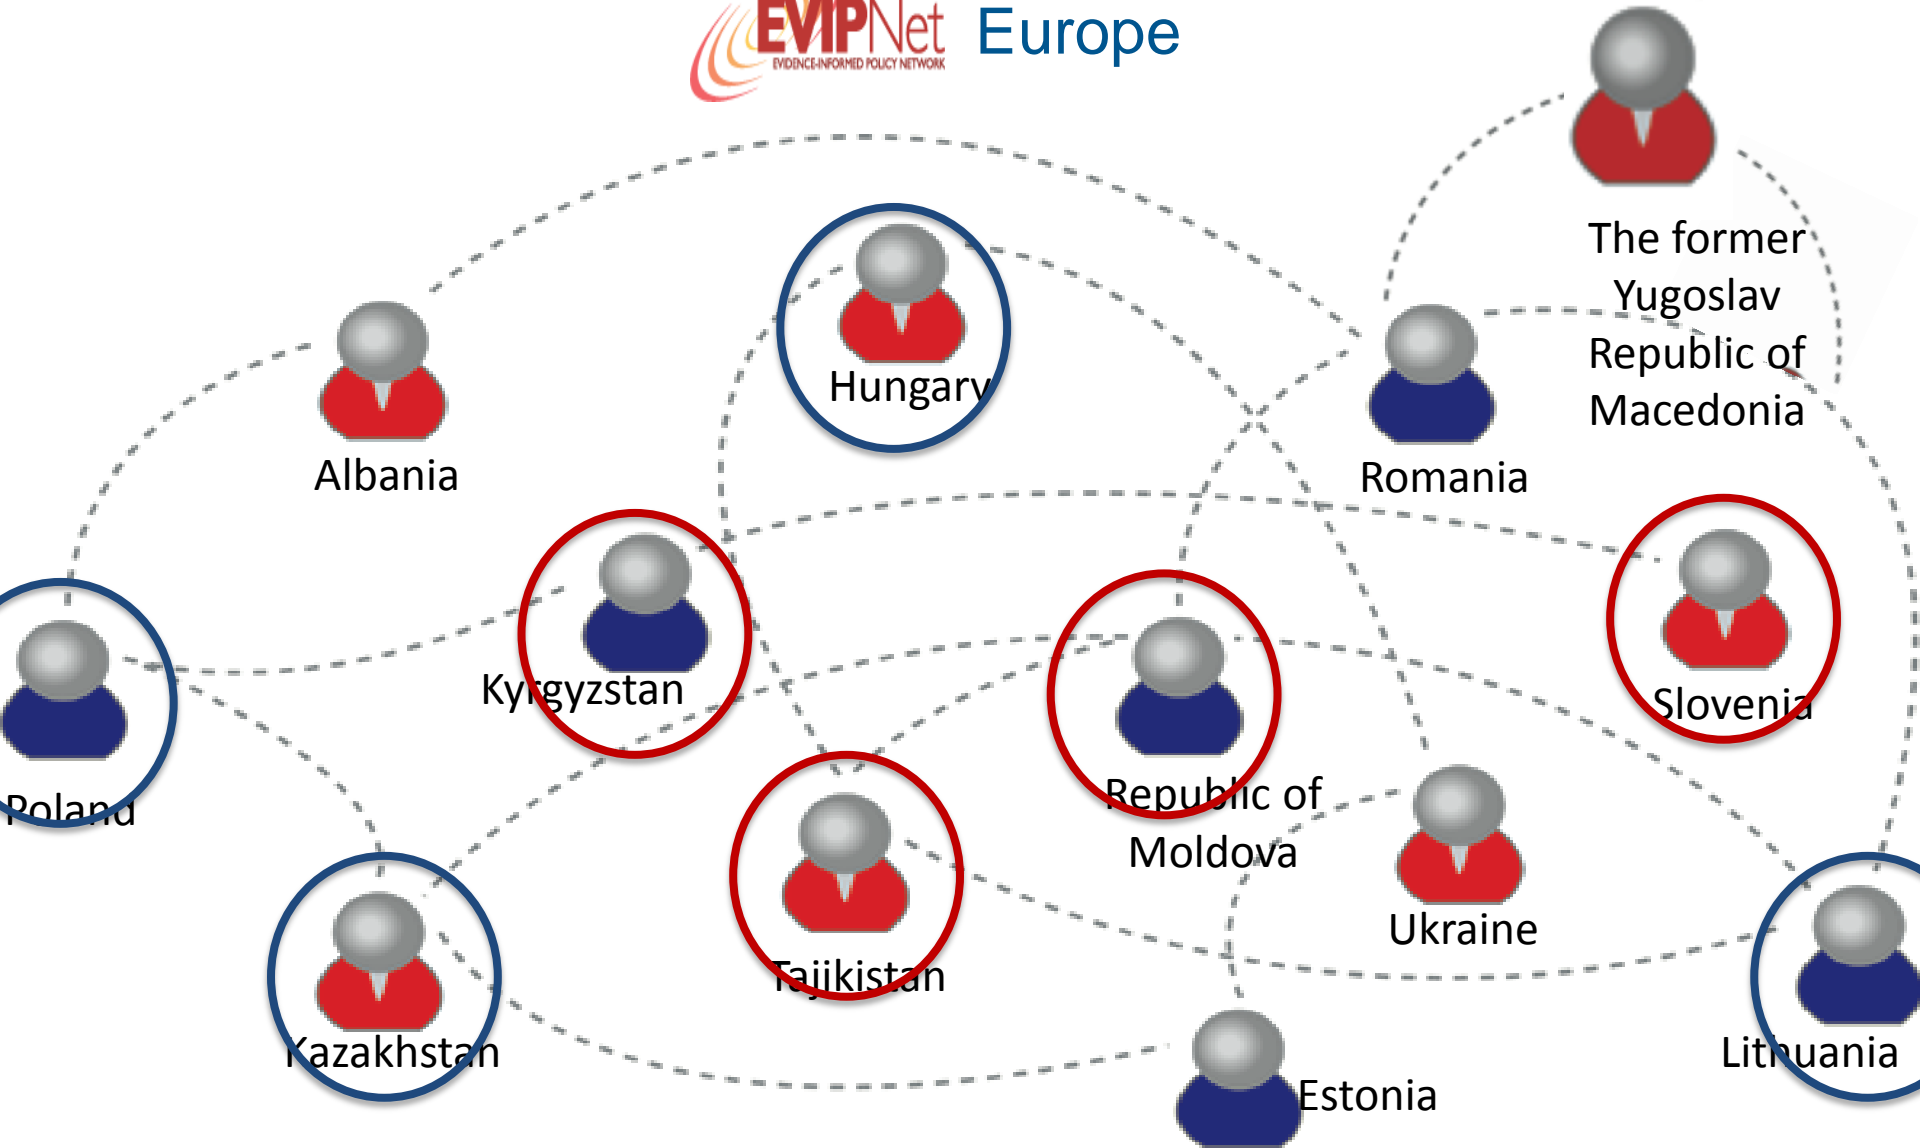 EVIPNet Europe
EVIDENCE-INFORMED POLICY NETWORK
The former
Yugoslav
Republic of
Macedonia
Hungary
Albania
Romania
Kyrgyzstan
Slovenia
Poland
Republic of
Moldova
Ukraine
Tajikistan
Kazakhstan
Lithuania
Estonia